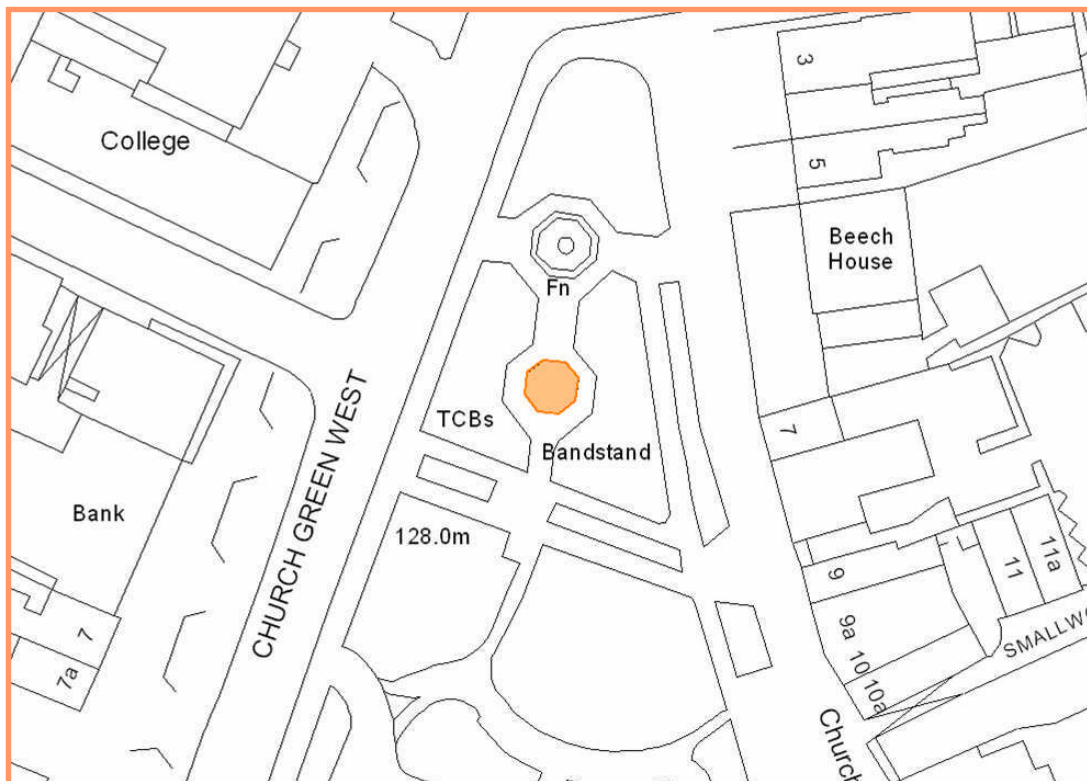 3
College
5
Beech
House
Fn
TCBs
7
Bandstand
CHURCH GREEN WEST
Bank
128.0m
11a
11
9
9a
7
10
SMALLW
7a
10a
Church